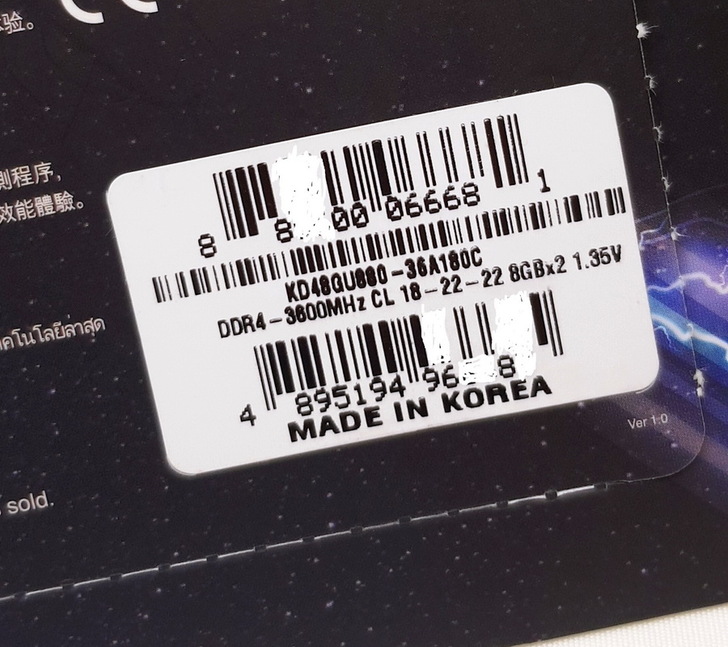 验。
測程序,
效能體驗。
8 8 00 06668 1
KD48GU880-36A180C
DDR4-3600MHz CL 18-22-22 8GBx2 1.35V
4 895194 96 8
MADE IN KOREA
Ver 1.0
sold.